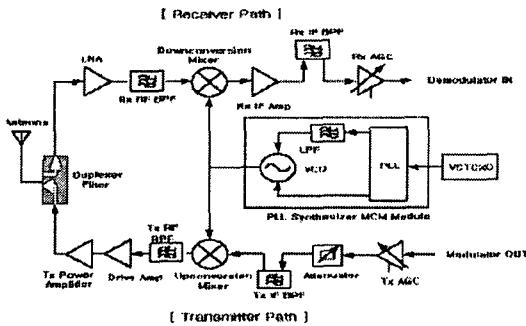 [ Receiver Path ]
Rx IF BPF
Downconversion
Mixer
LNA
Rx AGC
Demodulator IN
Rx RF BPF
Rx IF Amp
Antenna
Duplexer
Filter
LPF
VCO
PLL
VCTCXO
PLL Synthesizer MCM Module
Tx RF
BPF
Modulator OUT
Tx Power
Amplifier
Drive Amp
Upconversion
Mixer
Tx IF BPF
Attenuator
Tx AGC
[ Transmitter Path ]